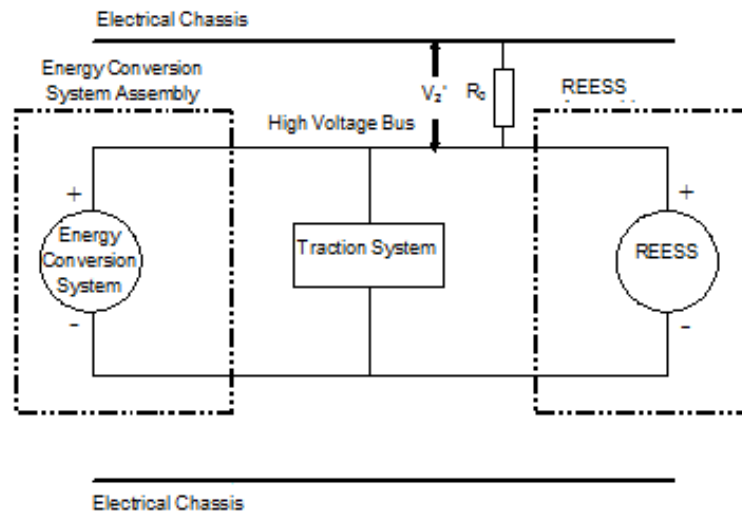 Electrical Chassis
Energy Conversion
System Assembly
V₂'
R₀
REESS
High Voltage Bus
+
Energy
Conversion
System
-
Traction System
+
REESS
-
Electrical Chassis